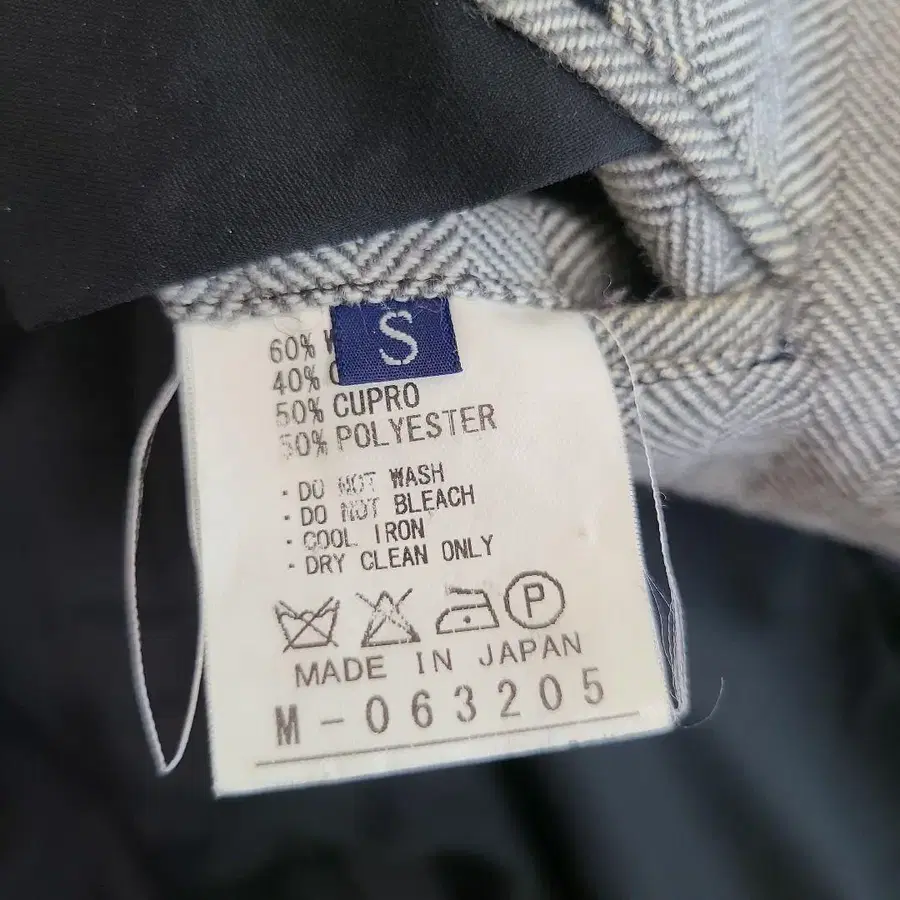 S
60%
40%
50% CUPRO
50% POLYESTER
· DO NOT WASH
· DO NOT BLEACH
· COOL IRON
· DRY CLEAN ONLY
P
MADE IN JAPAN
M-063205